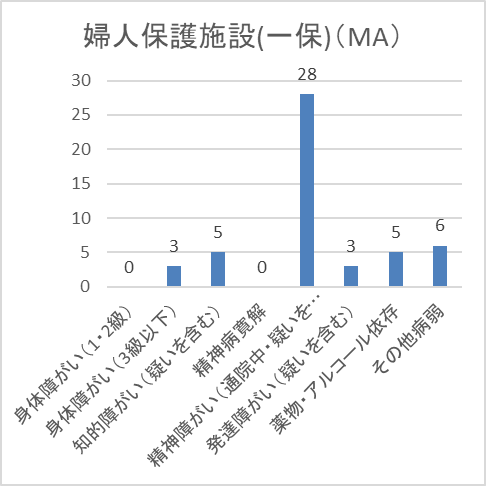 婦人保護施設(一保)（MA）
30
25
20
15
10
5
0
0
3
5
0
28
3
5
6
身体障がい（1・2級）
身体障がい（3級以下）
知的障がい（疑いを含む）
精神病寛解
精神障がい（通院中・疑いを…
発達障がい（疑いを含む）
薬物・アルコール依存
その他病弱